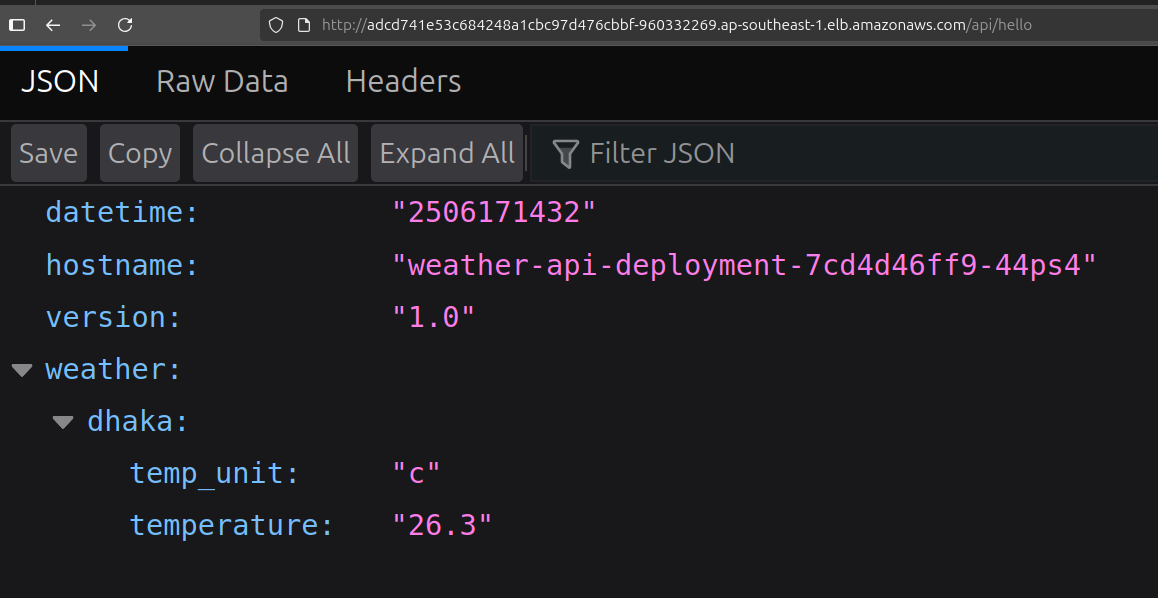 http://adcd741e53c684248a1cbc97d476cbbf-960332269.ap-southeast-1.elb.amazonaws.com/api/hello
JSON Raw Data Headers
Save Copy Collapse All Expand All Filter JSON
datetime: "2506171432"
hostname: "weather-api-deployment-7cd4d46ff9-44ps4"
version: "1.0"
weather:
dhaka:
temp_unit: "c"
temperature: "26.3"